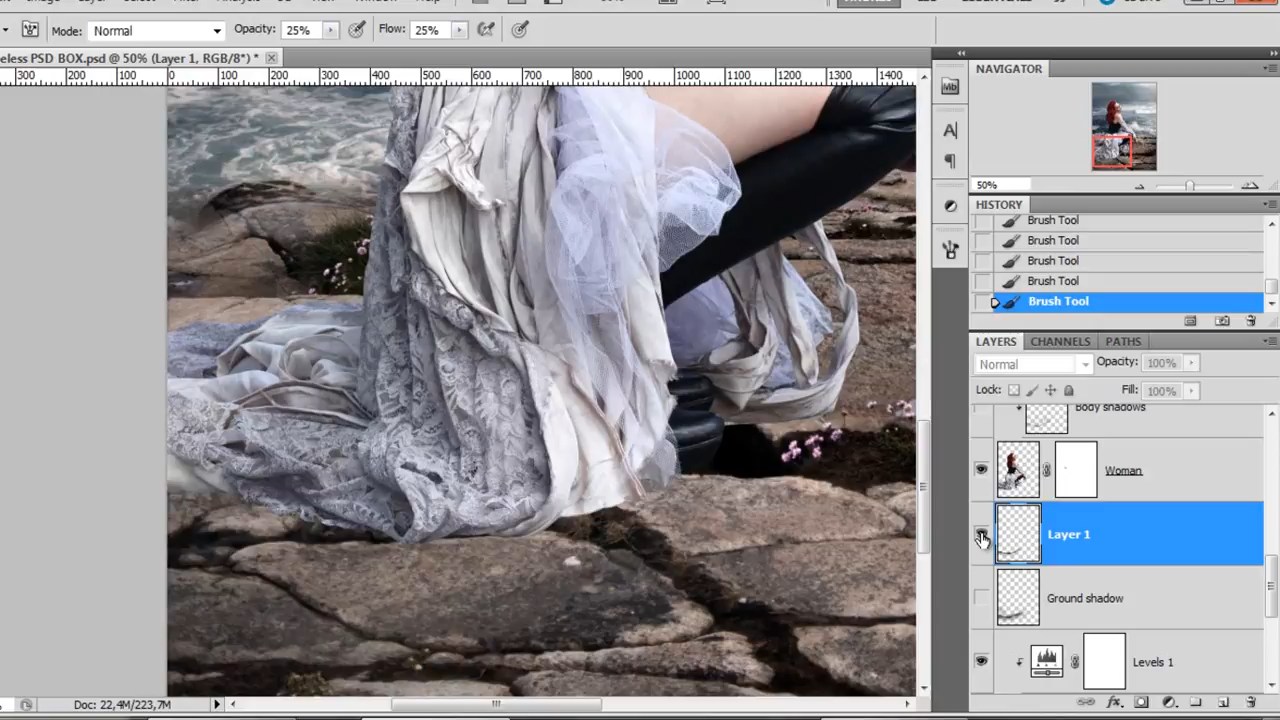 Mode: Normal Opacity: 25% Flow: 25%
eless PSD BOX.psd @ 50% (Layer 1, RGB/8*) *
300 200 100 0 100 200 300 400 500 600 700 800 900 1000 1100 1200 1300 1400
NAVIGATOR
Mb
A
50%
HISTORY
Brush Tool
Brush Tool
Brush Tool
Brush Tool
Brush Tool
LAYERS CHANNELS PATHS
Normal Opacity: 100%
Lock: Fill: 100%
Body shadows
Woman
Layer 1
Ground shadow
Levels 1
fx
Doc: 22,4M/223,7M